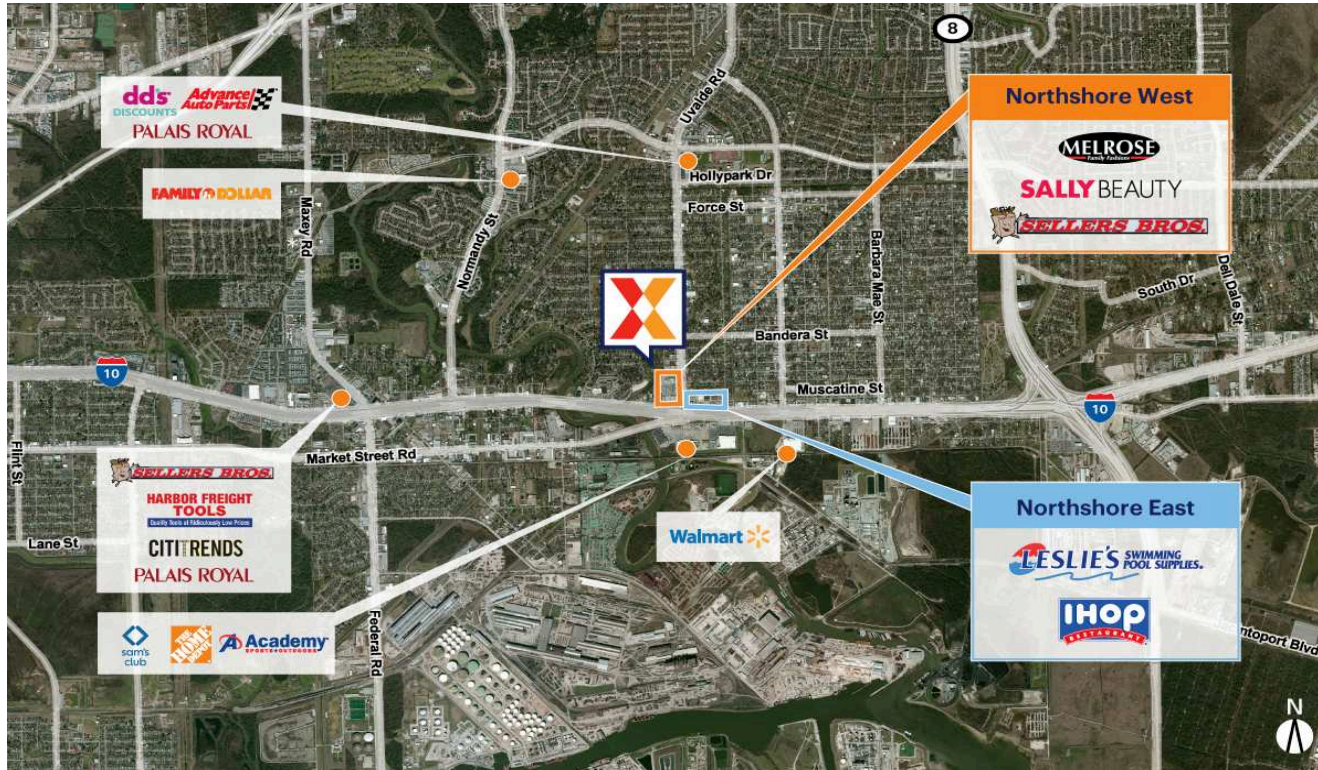 8
dd's
DISCOUNTS
Advance
Auto Parts
PALAIS ROYAL
FAMILY DOLLAR
Maxey Rd
Normandy St
Uvalde Rd
Hollypark Dr
Force St
Barbara Mae St
Bandera St
Muscatine St
South Dr
Dell Dale St
Northshore West
MELROSE
Family Fashions
SALLY BEAUTY
SELLERS BROS.
10
10
Flint St
Market Street Rd
Lane St
Federal Rd
SELLERS BROS.
HARBOR FREIGHT
TOOLS
Quality Tools at Ridiculously Low Prices
CITITRENDS
PALAIS ROYAL
sam's
club
THE
HOME
DEPOT
Academy
SPORTS+OUTDOORS
Walmart
Northshore East
LESLIE'S SWIMMING
POOL SUPPLIES.
IHOP
RESTAURANT
ntoport Blvd
N